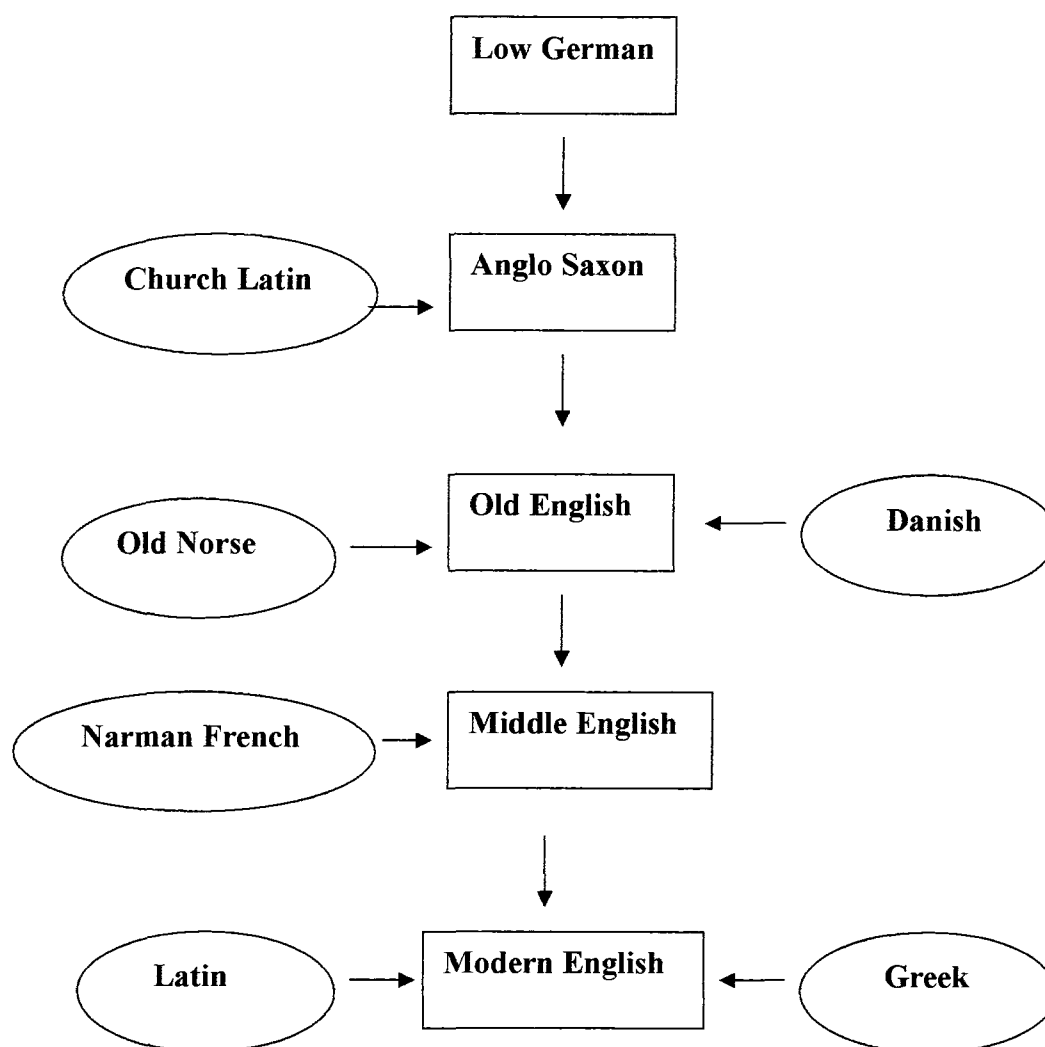 Low German
Church Latin
Anglo Saxon
Old Norse
Old English
Danish
Narman French
Middle English
Latin
Modern English
Greek